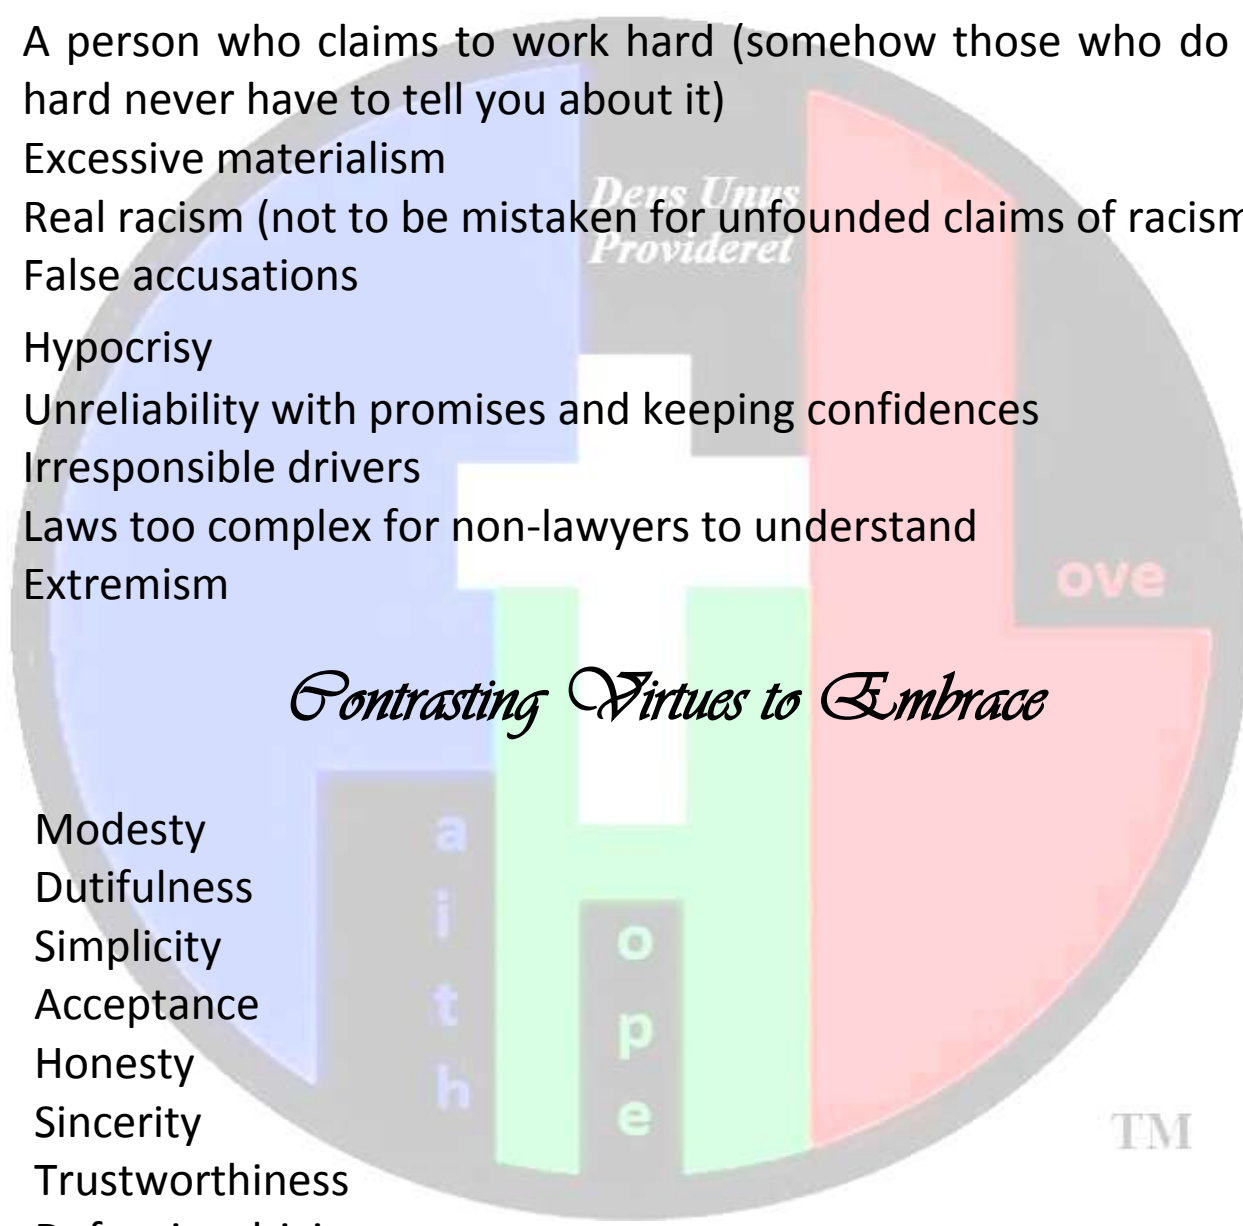 A person who claims to work hard (somehow those who do
hard never have to tell you about it)
Excessive materialism
Deus Unus
Real racism (not to be mistaken for unfounded claims of racism
Provideret
False accusations
Hypocrisy
Unreliability with promises and keeping confidences
Irresponsible drivers
Laws too complex for non-lawyers to understand
Extremism
ove
Contrasting Virtues to Embrace
Modesty
Dutifulness
Simplicity
Acceptance
Honesty
Sincerity
Trustworthiness
aith
H
ope
TM